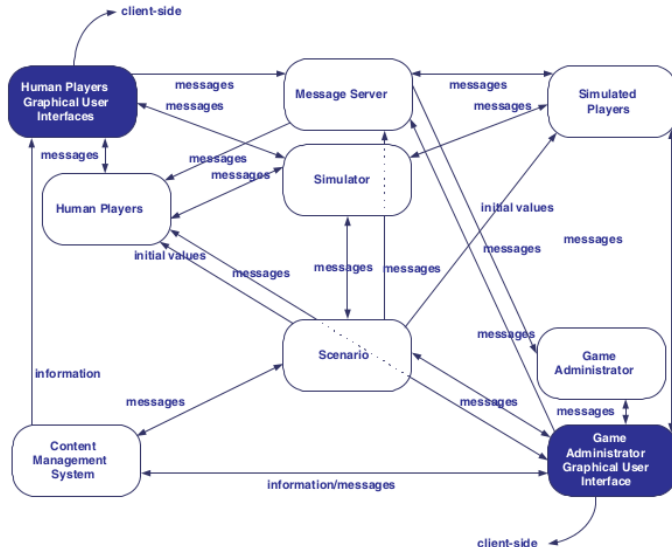 client-side
Human Players
Graphical User
Interfaces
messages
Message Server
messages
Simulated
Players
messages
messages
messages
messages
messages
Simulator
Human Players
initial values
initial values
messages
messages
messages
messages
messages
messages
Scenario
Game
Administrator
information
messages
messages
messages
Content
Management
System
Game
Administrator
Graphical User
Interface
information/messages
client-side